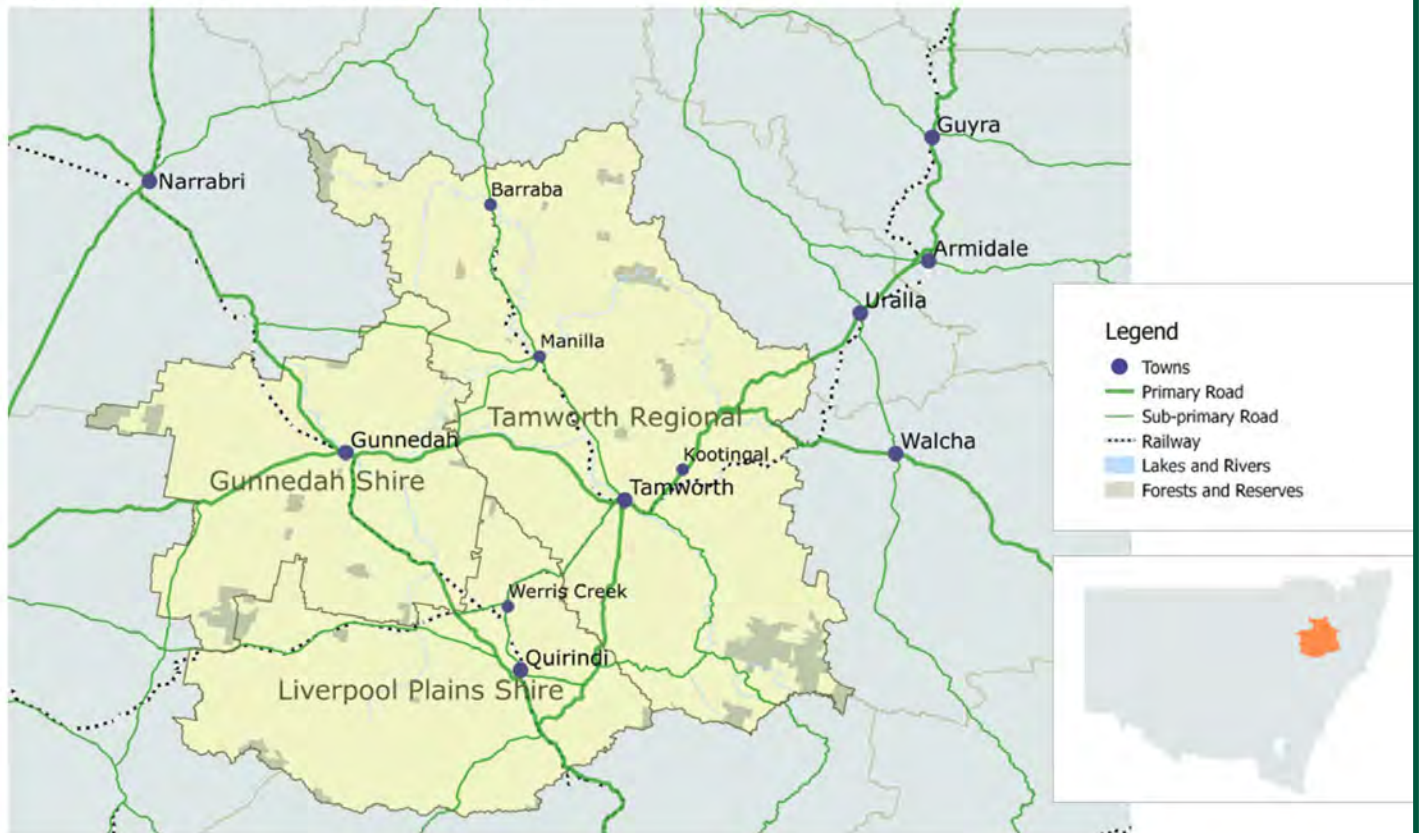 Guyra
Narrabri
Barraba
Armidale
Uralla
Manilla
Tamworth Regional
Gunnedah
Walcha
Kootingal
Gunnedah Shire
Tamworth
Werris Creek
Quirindi
Liverpool Plains Shire
Legend
Towns
Primary Road
Sub-primary Road
Railway
Lakes and Rivers
Forests and Reserves